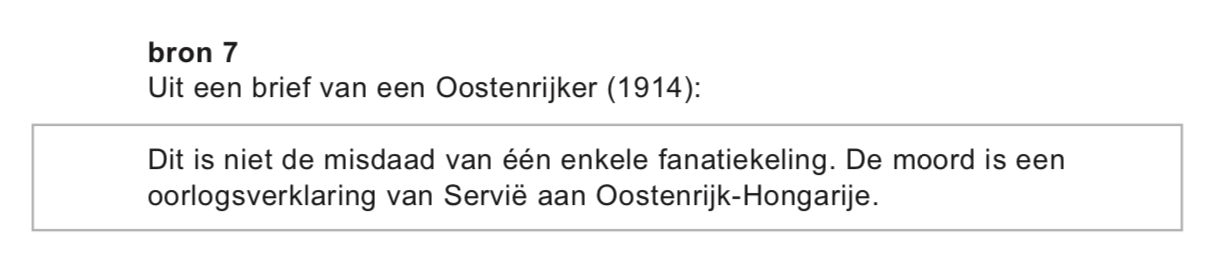 bron 7
Uit een brief van een Oostenrijker (1914):
Dit is niet de misdaad van één enkele fanatiekeling. De moord is een
oorlogsverklaring van Servië aan Oostenrijk-Hongarije.